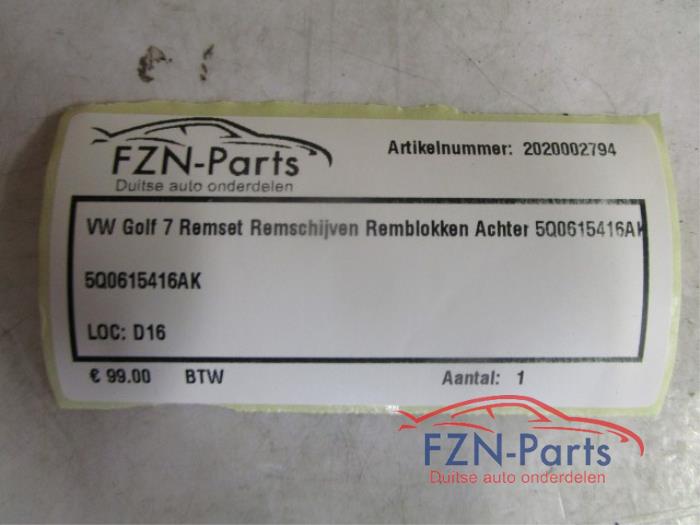 FZN-Parts
Duitse auto onderdelen
Artikelnummer: 2020002794
VW Golf 7 Remset Remschijven Remblokken Achter 5Q0615416AK
5Q0615416AK
LOC: D16
€ 99.00 BTW Aantal: 1
FZN-Parts
Duitse auto onderdelen